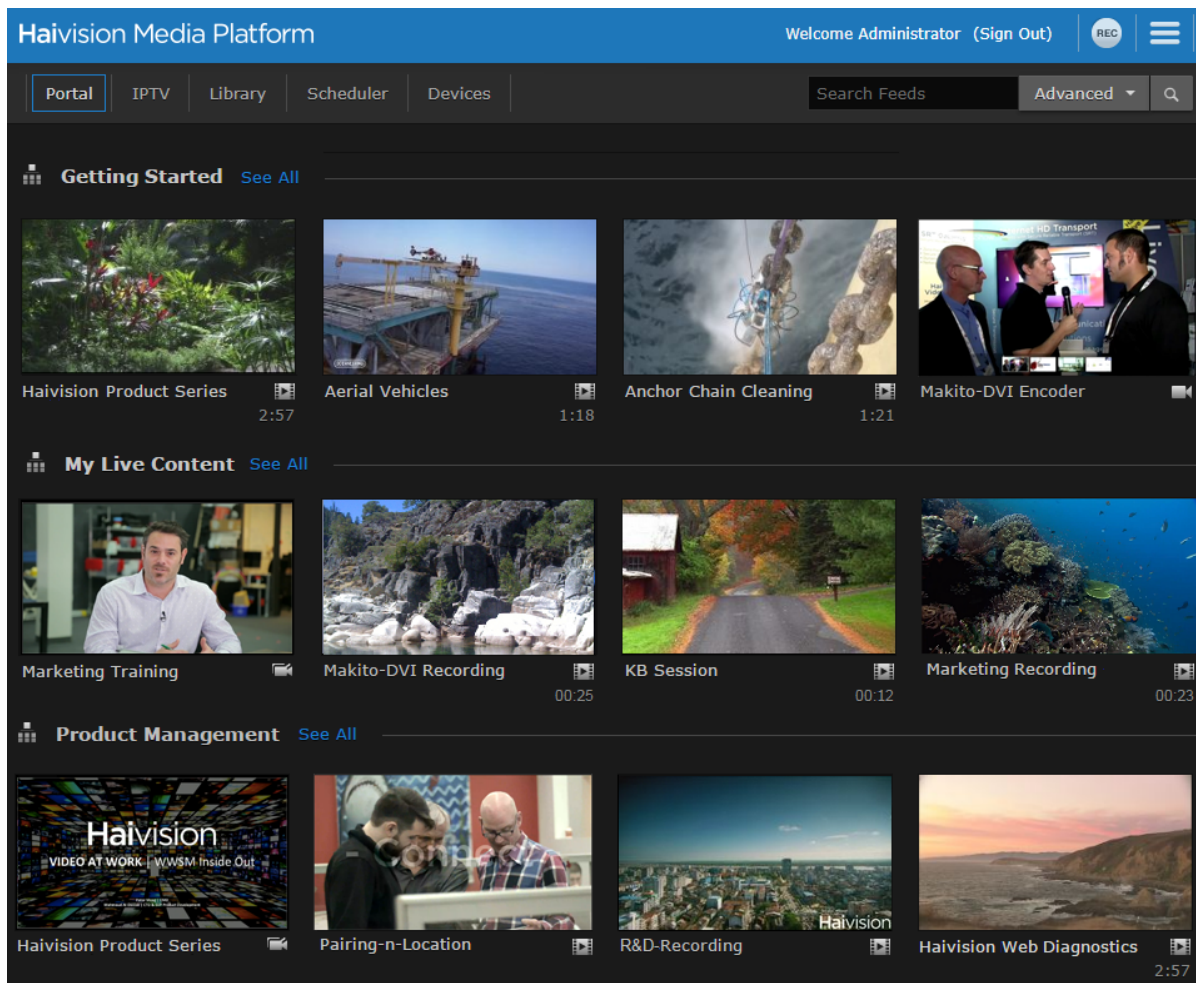 Haivision Media Platform
Welcome Administrator (Sign Out)
REC
Portal
IPTV
Library
Scheduler
Devices
Search Feeds
Advanced
Getting Started See All
net HD Transport
Haivision Product Series
Aerial Vehicles
Anchor Chain Cleaning
Makito-DVI Encoder
2:57
1:18
1:21
My Live Content See All
Marketing Training
Makito-DVI Recording
KB Session
Marketing Recording
00:25
00:12
00:23
Product Management See All
Haivision
VIDEO AT WORK | WWSM Inside Out
Connect
Haivision
Haivision Product Series
Pairing-n-Location
R&D-Recording
Haivision Web Diagnostics
2:57